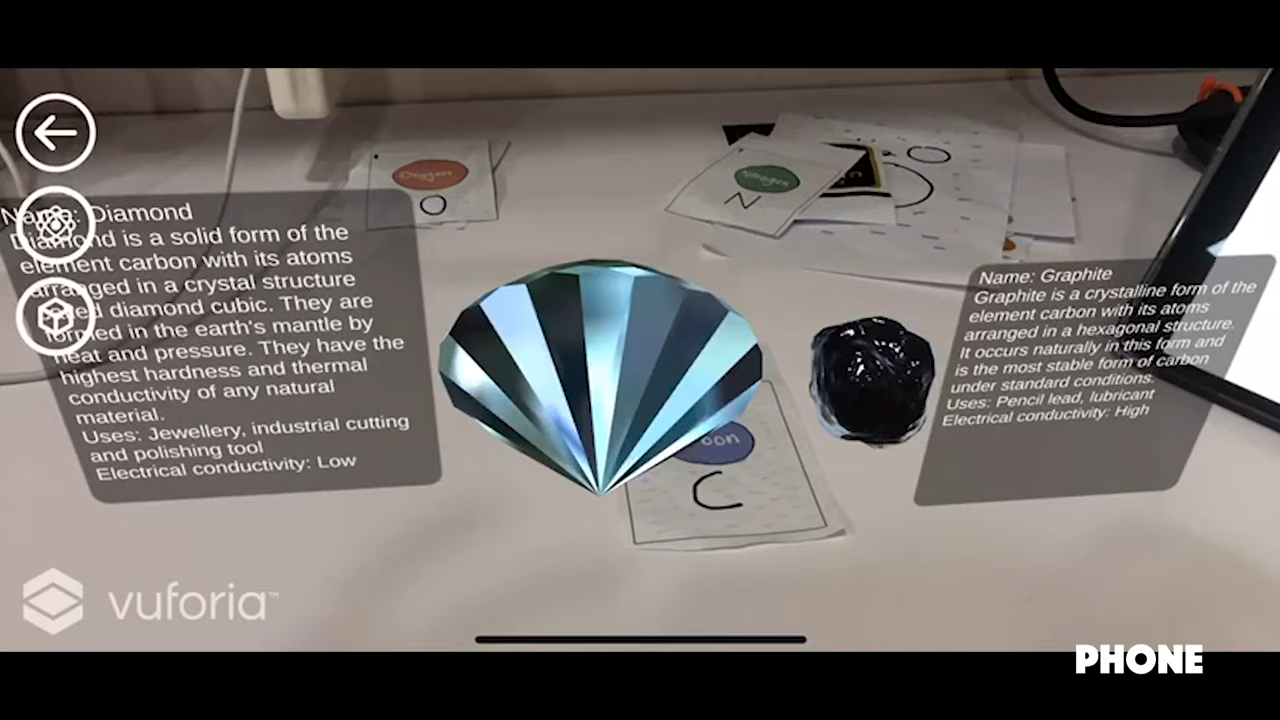 Oxygen
O
Nitrogen
N
Name: Diamond
Diamond is a solid form of the
element carbon with its atoms
arranged in a crystal structure
diamond cubic. They are
formed in the earth's mantle by
heat and pressure. They have the
highest hardness and thermal
conductivity of any natural
material.
Uses: Jewellery, industrial cutting
and polishing tool
Electrical conductivity: Low
Name: Graphite
Graphite is a crystalline form of the
element carbon with its atoms
arranged in a hexagonal structure.
It occurs naturally in this form and
is the most stable form of carbon
under standard conditions.
Uses: Pencil lead, lubricant
Electrical conductivity: High
C
vuforia™
PHONE